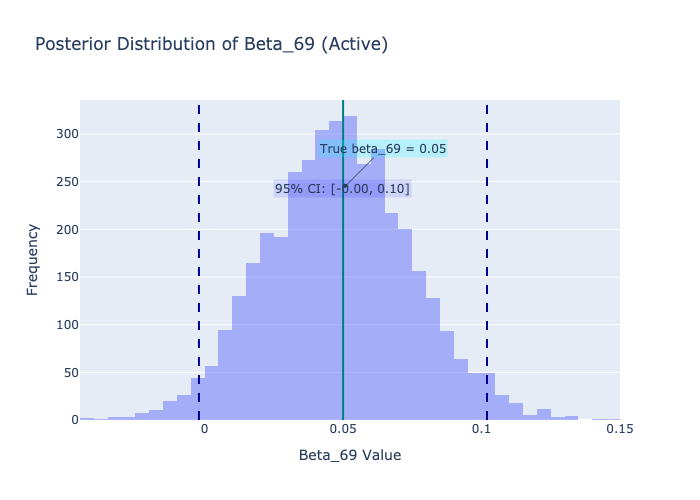 Posterior Distribution of Beta_69 (Active)
300
True beta_69 = 0.05
250
95% CI: [-0.00, 0.10]
200
150
100
50
0
0
0.05
0.1
0.15
Frequency
Beta_69 Value